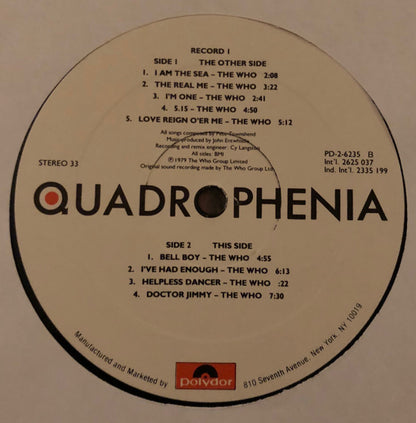 RECORD 1
SIDE 1 THE OTHER SIDE
1. I AM THE SEA – THE WHO 2:08
2. THE REAL ME – THE WHO 3:22
3. I'M ONE – THE WHO 2:41
4. 5.15 – THE WHO 4:50
5. LOVE REIGN O'ER ME – THE WHO 5:12
All songs composed by Pete Townshend
Music produced by John Entwhistle
Recording and remix engineer: Cy Langston
All titles: BMI
℗ 1979 The Who Group Limited
Original sound recording made by The Who Group Ltd.
STEREO 33
PD-2-6235 B
Int'l. 2625 037
Ind. Int'l. 2335 199
QUADROPHENIA
SIDE 2 THIS SIDE
1. BELL BOY – THE WHO 4:55
2. I'VE HAD ENOUGH – THE WHO 6:13
3. HELPLESS DANCER – THE WHO :22
4. DOCTOR JIMMY – THE WHO 7:30
Manufactured and Marketed by
polydor
810 Seventh Avenue, New York, NY 10019